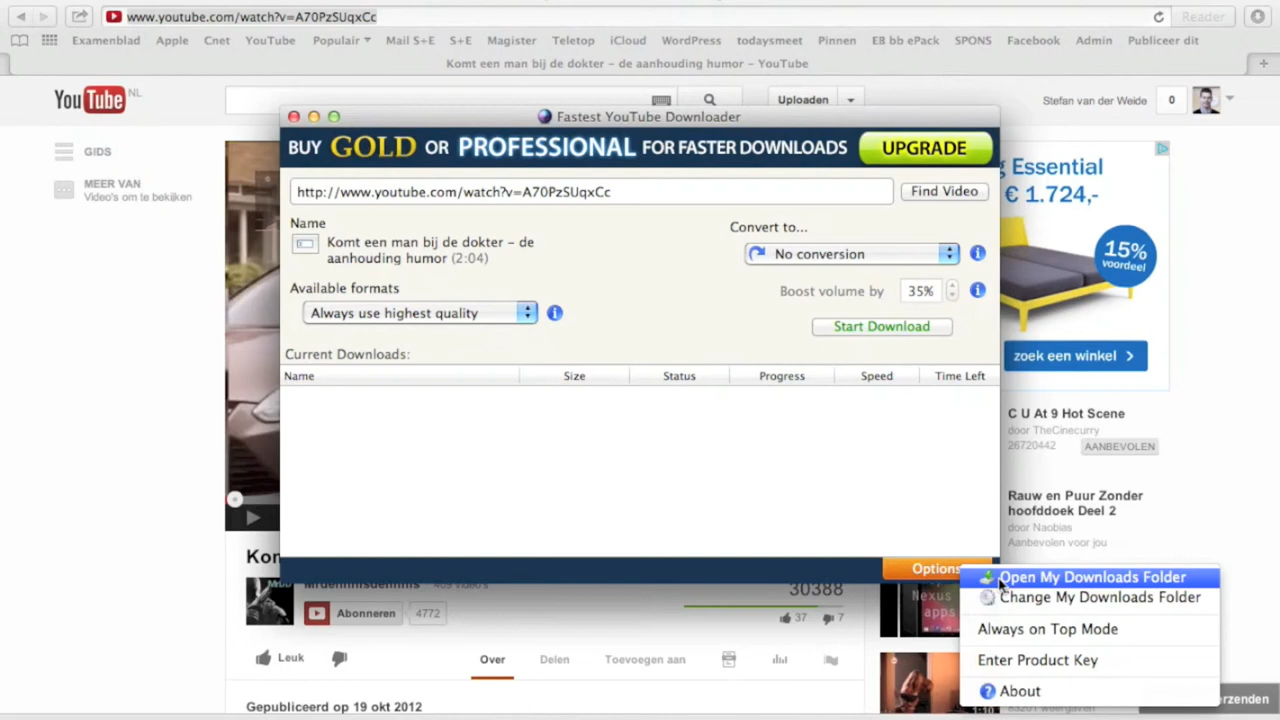 www.youtube.com/watch?v=A70PzSUqxCc
Reader
Examenblad Apple Cnet YouTube Populair Mail S+E S+E Magister Teletop iCloud WordPress todaysmeet Pinnen EB bb ePack SPONS Facebook Admin Publiceer dit
Komt een man bij de dokter – de aanhouding humor – YouTube
YouTube NL
Uploaden
Stefan van der Weide
0
Fastest YouTube Downloader
BUY GOLD OR PROFESSIONAL FOR FASTER DOWNLOADS
UPGRADE
GIDS
MEER VAN
Video's om te bekijken
http://www.youtube.com/watch?v=A70PzSUqxCc
Find Video
Name
Komt een man bij de dokter – de
aanhouding humor (2:04)
Convert to...
No conversion
Available formats
Always use highest quality
Boost volume by
35%
Start Download
Current Downloads:
Name Size Status Progress Speed Time Left
Essential
€ 1.724,-
15%
voordeel
zoek een winkel
C U At 9 Hot Scene
door TheCinecurry
26720442
AANBEVOLEN
Rauw en Puur Zonder
hoofddoek Deel 2
door Naobias
Aanbevolen voor jou
Options
Open My Downloads Folder
Change My Downloads Folder
Always on Top Mode
Enter Product Key
About
Abonneren
4772
30388
37
7
Nexus
apps
Leuk
Over
Delen
Toevoegen aan
Gepubliceerd op 19 okt 2012
1:10